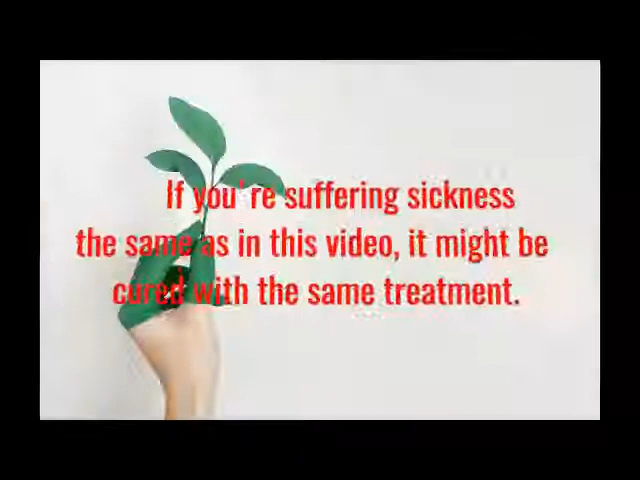 If you're suffering sickness
the same as in this video, it might be
cured with the same treatment.